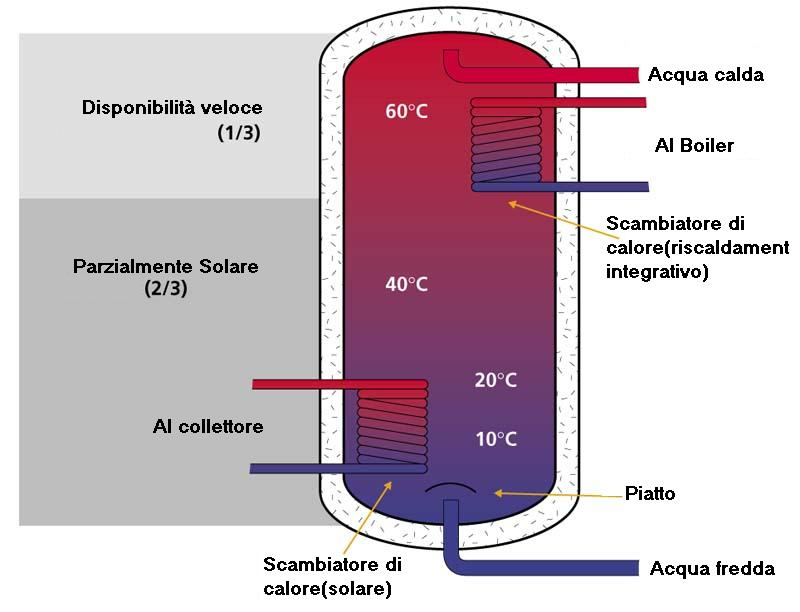 Acqua calda
Disponibilità veloce
(1/3)
60°C
Al Boiler
Scambiatore di
calore(riscaldament
integrativo)
Parzialmente Solare
(2/3)
40°C
20°C
Al collettore
10°C
Piatto
Scambiatore di
calore(solare)
Acqua fredda